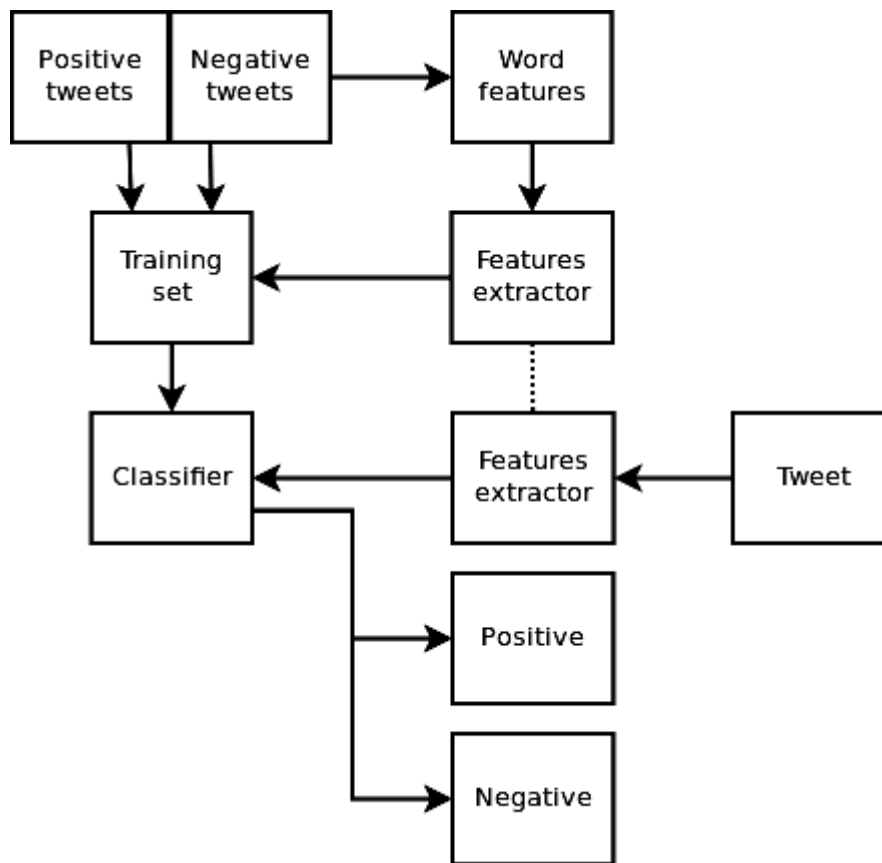 Positive
tweets
Negative
tweets
Word
features
Training
set
Features
extractor
Classifier
Features
extractor
Tweet
Positive
Negative